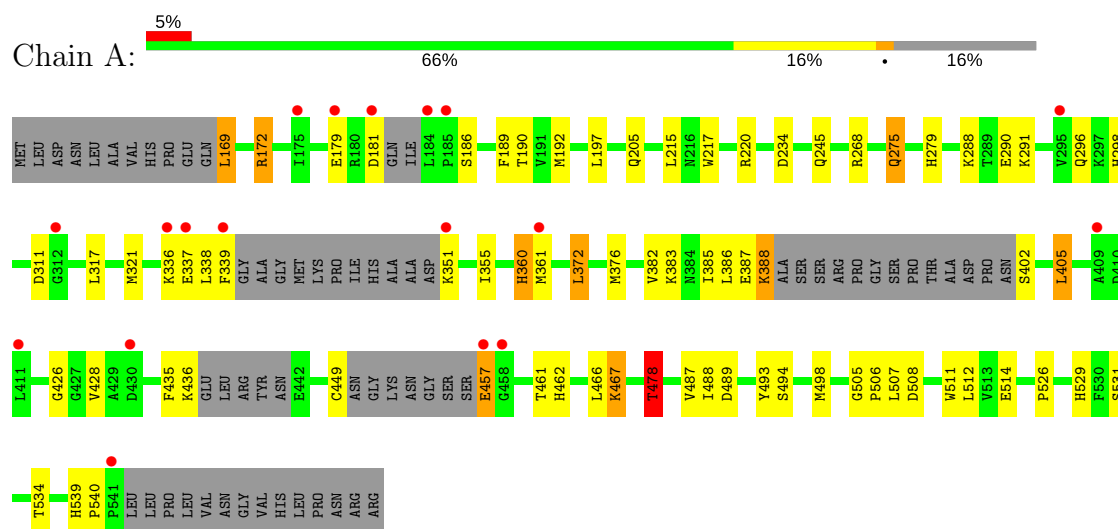 5%
Chain A:
66% 16% • 16%
MET LEU ASP ASN LEU ALA VAL HIS PRO GLU GLN L169 R172 I175 E179 R180 D181 GLN ILE L184 P185 S186 F189 T190 V191 M192 L197 Q205 L215 N216 W217 R220 D234 Q245 R268 Q275 H279 K288 T289 E290 K291 V295 Q296 K297 H298
D311 G312 L317 M321 K336 E337 L338 F339 GLY ALA GLY MET LYS PRO ILE HIS ALA ALA ASP K351 I355 H360 M361 L372 M376 V382 K383 N384 I385 L386 E387 K388 ALA SER SER ARG PRO GLY SER PRO THR ALA ASP PRO ASN S402 L405 A409 D410
L411 G426 G427 V428 A429 D430 F435 K436 GLU LEU ARG TYR ASN E442 C449 ASN GLY LYS ASN GLY SER SER E457 G458 T461 H462 L466 K467 T478 V487 I488 D489 Y493 S494 M498 G505 P506 L507 D508 W511 L512 V513 E514 P526 H529 F530 S531
T534 H539 P540 P541 LEU LEU PRO LEU VAL ASN GLY VAL HIS LEU PRO ASN ARG ARG